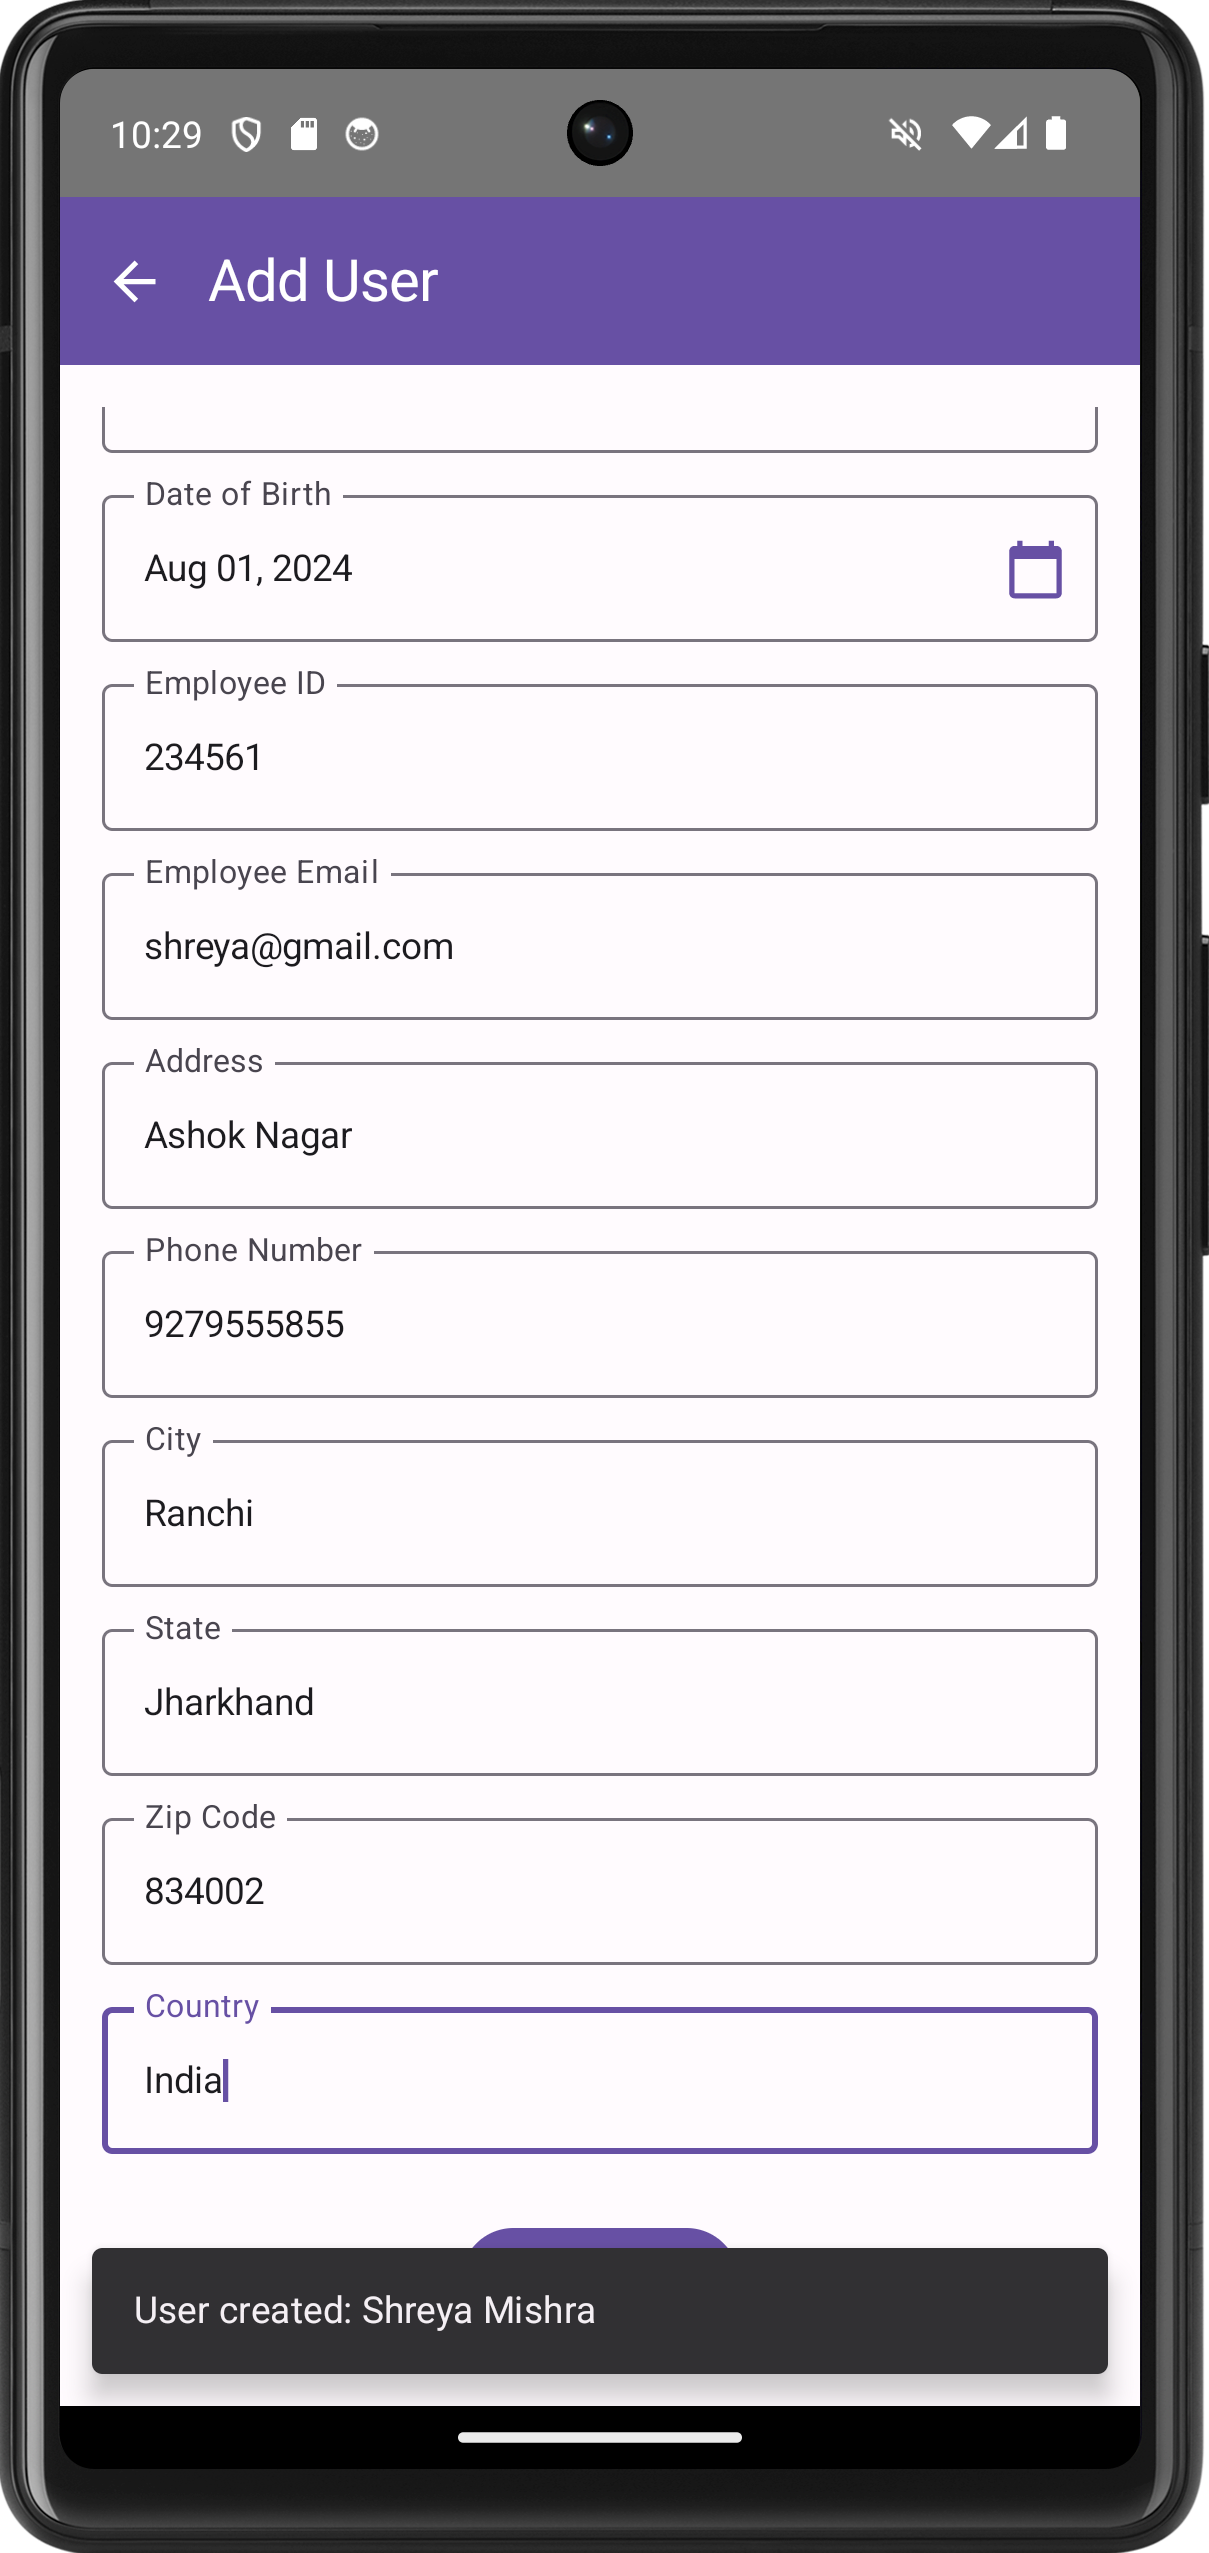 10:29
Add User
Date of Birth
Aug 01, 2024
Employee ID
234561
Employee Email
shreya@gmail.com
Address
Ashok Nagar
Phone Number
9279555855
City
Ranchi
State
Jharkhand
Zip Code
834002
Country
India
User created: Shreya Mishra